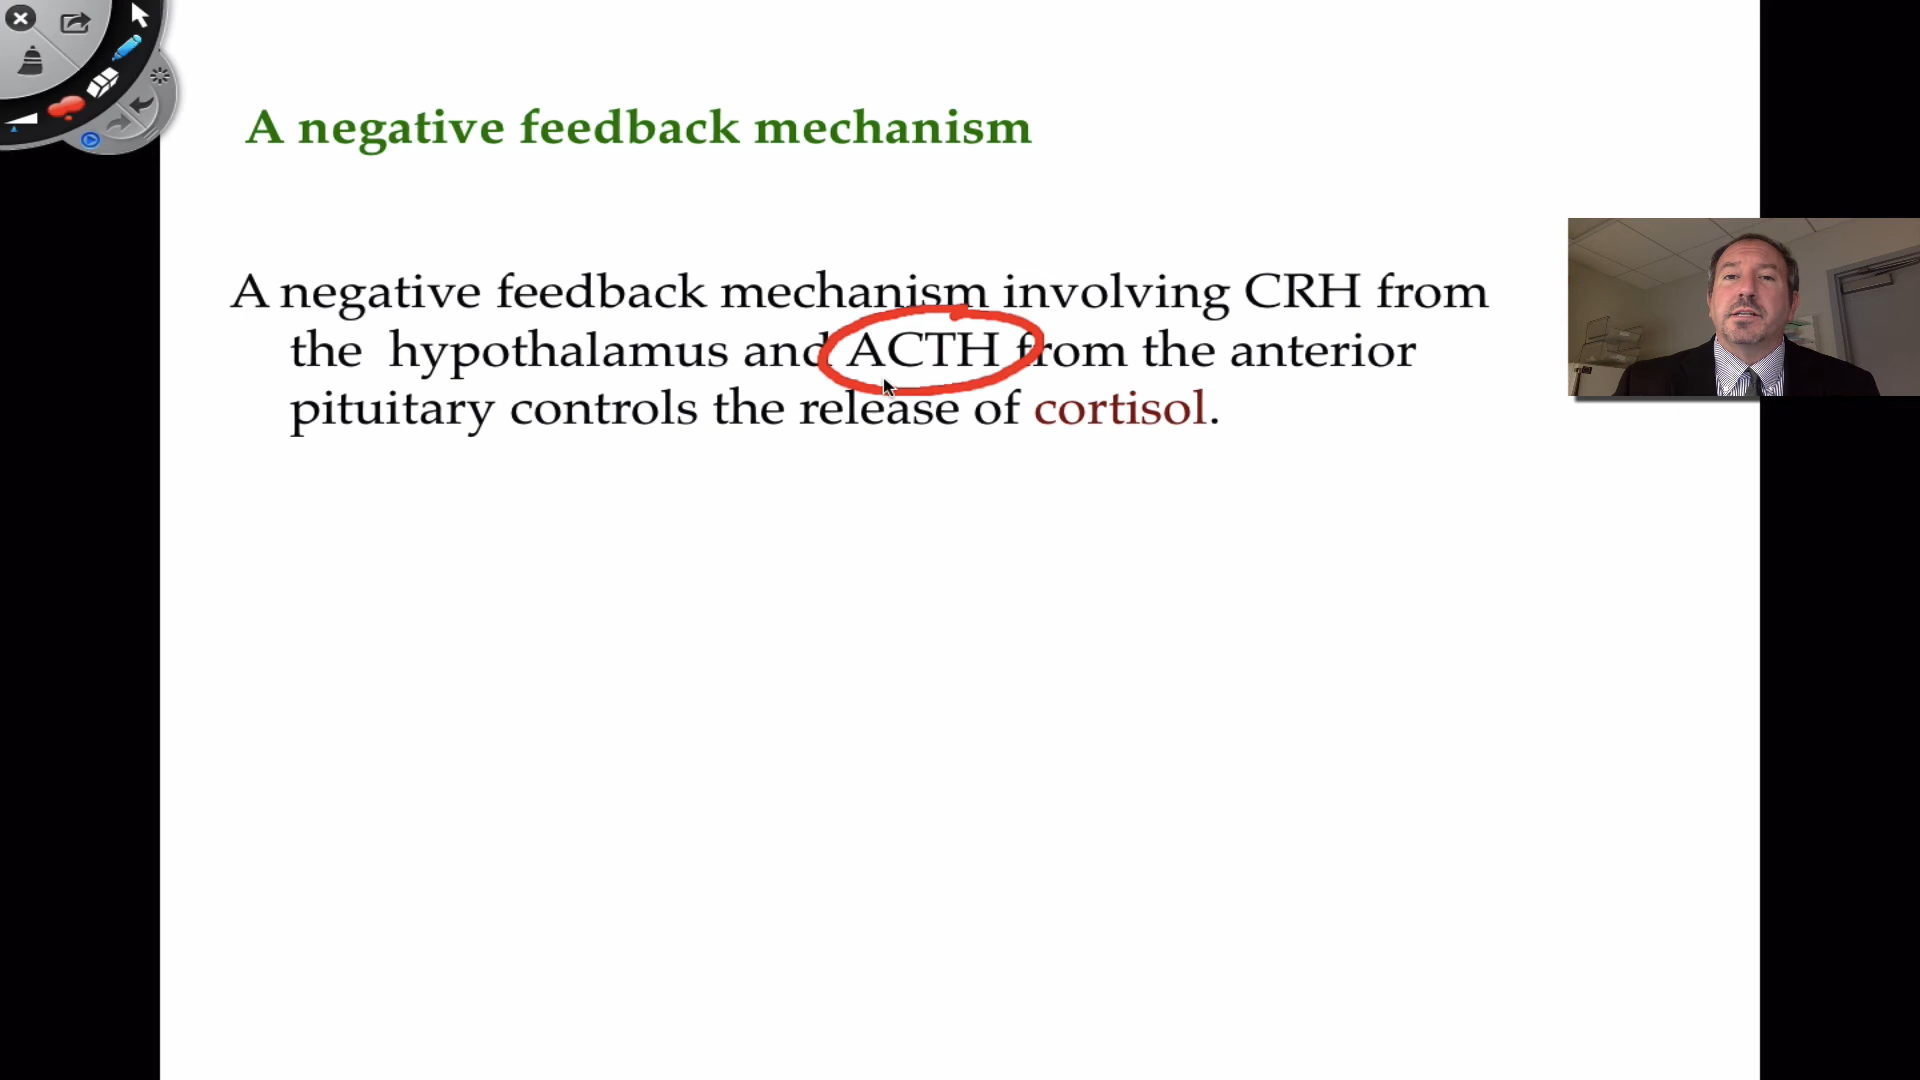 A negative feedback mechanism
A negative feedback mechanism involving CRH from
the hypothalamus and ACTH from the anterior
pituitary controls the release of cortisol.